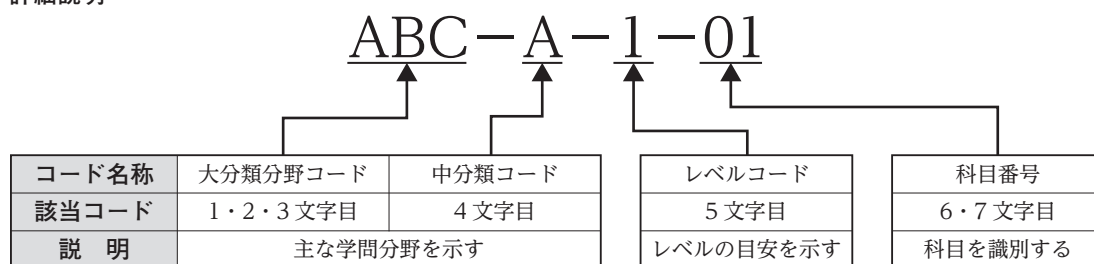 ABC－A－1－01
コード名称 大分類分野コード 中分類コード レベルコード 科目番号
該当コード 1・2・3文字目 4文字目 5文字目 6・7文字目
説　明 主な学問分野を示す レベルの目安を示す 科目を識別する